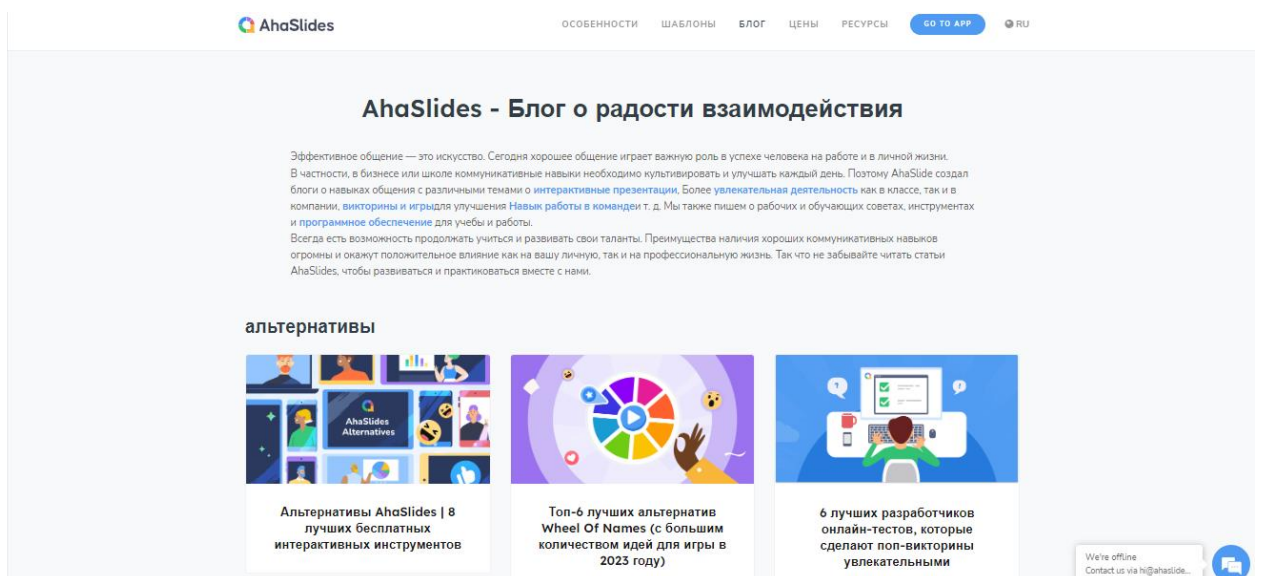 AhaSlides
ОСОБЕННОСТИ ШАБЛОНЫ БЛОГ ЦЕНЫ РЕСУРСЫ GO TO APP RU
AhaSlides - Блог о радости взаимодействия
Эффективное общение — это искусство. Сегодня хорошее общение играет важную роль в успехе человека на работе и в личной жизни.
В частности, в бизнесе или школе коммуникативные навыки необходимо культивировать и улучшать каждый день. Поэтому AhaSlide создал
блоги о навыках общения с различными темами о интерактивные презентации, Более увлекательная деятельность как в классе, так и в
компании, викторины и игрыдля улучшения Навык работы в командеи т. д. Мы также пишем о рабочих и обучающих советах, инструментах
и программное обеспечение для учебы и работы.
Всегда есть возможность продолжать учиться и развивать свои таланты. Преимущества наличия хороших коммуникативных навыков
огромны и окажут положительное влияние как на вашу личную, так и на профессиональную жизнь. Так что не забывайте читать статьи
AhaSlides, чтобы развиваться и практиковаться вместе с нами.
альтернативы
AhaSlides
Alternatives
Альтернативы AhaSlides | 8
лучших бесплатных
интерактивных инструментов
Топ-6 лучших альтернатив
Wheel Of Names (с большим
количеством идей для игры в
2023 году)
6 лучших разработчиков
онлайн-тестов, которые
сделают поп-викторины
увлекательными
We're offline
Contact us via hi@ahaslide...